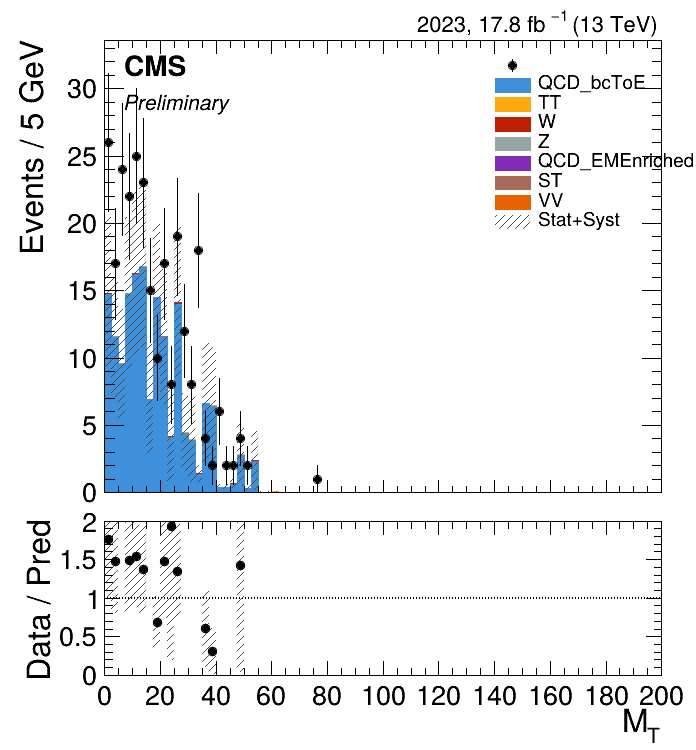 2023, 17.8 fb⁻¹ (13 TeV)
CMS
Preliminary
QCD_bcToE
TT
W
Z
QCD_EMEnriched
ST
VV
Stat+Syst
Events / 5 GeV
30
25
20
15
10
5
0
Data / Pred
2
1.5
1
0.5
0
0 20 40 60 80 100 120 140 160 180 200
M_T